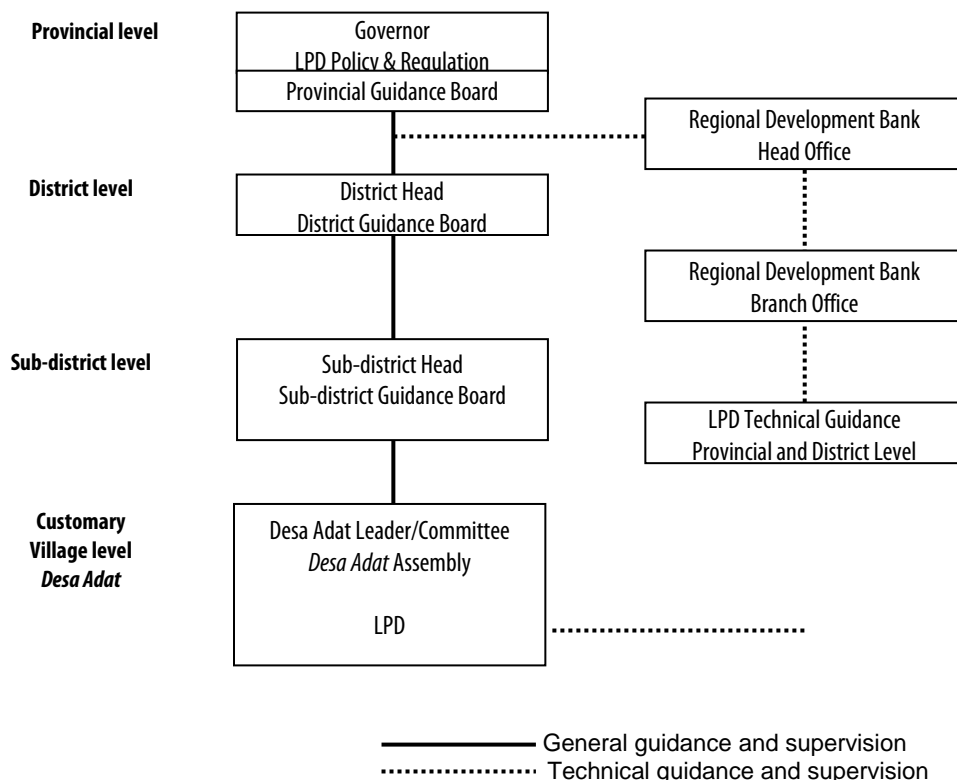 Provincial level
Governor
LPD Policy & Regulation
Provincial Guidance Board
Regional Development Bank
Head Office
District level
District Head
District Guidance Board
Regional Development Bank
Branch Office
Sub-district level
Sub-district Head
Sub-district Guidance Board
LPD Technical Guidance
Provincial and District Level
Customary
Village level
Desa Adat
Desa Adat Leader/Committee
Desa Adat Assembly
LPD
General guidance and supervision
Technical guidance and supervision